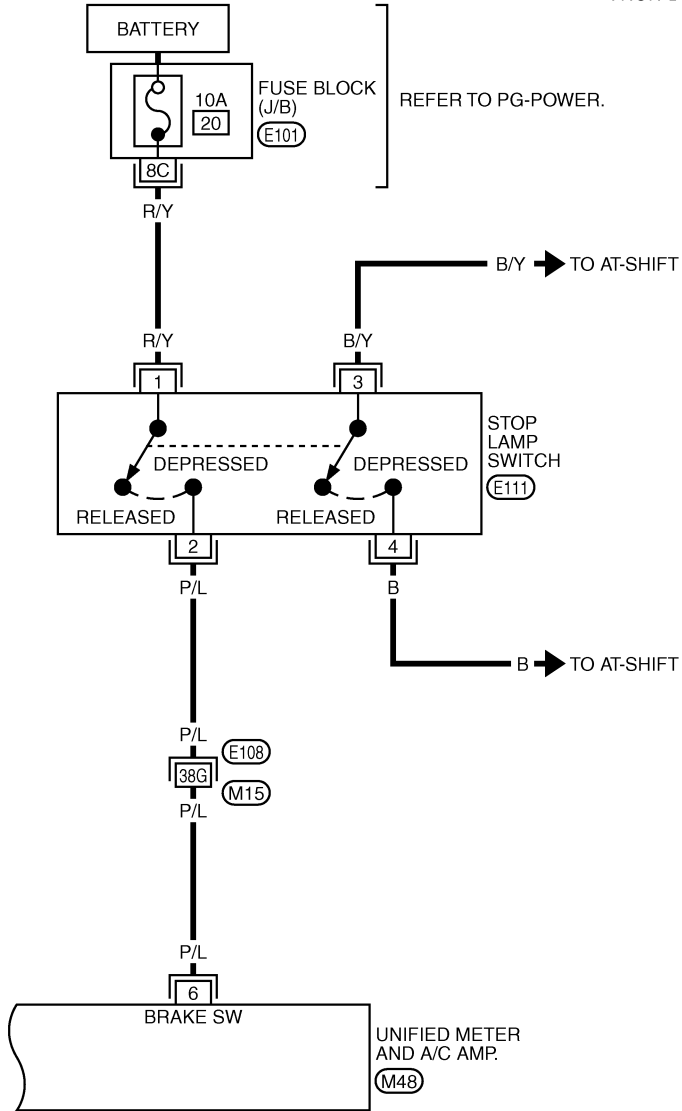 BATTERY
10A
20
FUSE BLOCK
(J/B)
E101
REFER TO PG-POWER.
8C
R/Y
B/Y
TO AT-SHIFT
R/Y
B/Y
1
3
STOP
LAMP
SWITCH
E111
DEPRESSED
DEPRESSED
RELEASED
RELEASED
2
4
P/L
B
B
TO AT-SHIFT
P/L
E108
38G
M15
P/L
P/L
6
BRAKE SW
UNIFIED METER
AND A/C AMP.
M48